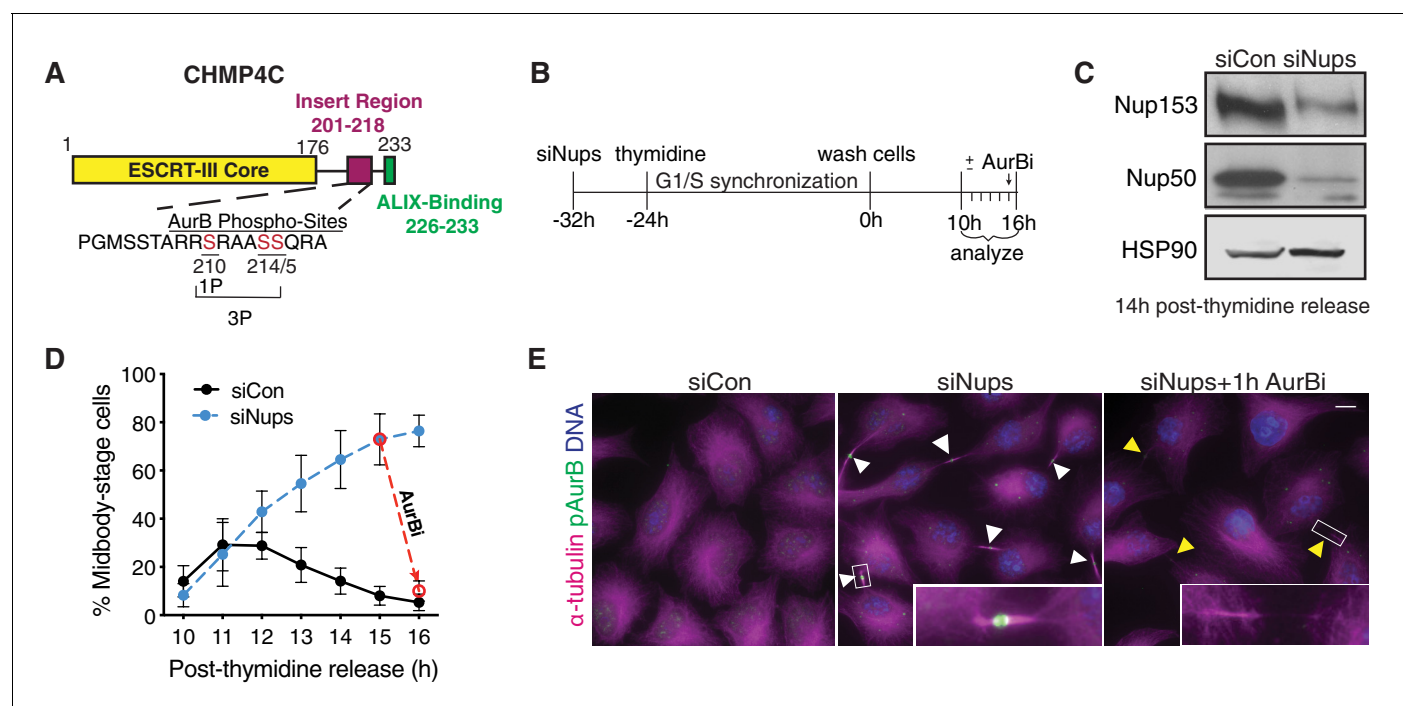 A
CHMP4C
Insert Region
201-218
1
176
233
ESCRT-III Core
ALIX-Binding
226-233
AurB Phospho-Sites
PGMSSTARRSRAASSQRA
210
214/5
1P
3P
B
siNups
thymidine
wash cells
± AurBi
G1/S synchronization
-32h
-24h
0h
10h
16h
analyze
C
siCon siNups
Nup153
Nup50
HSP90
14h post-thymidine release
D
% Midbody-stage cells
100
80
60
40
20
0
siCon
siNups
AurBi
10 11 12 13 14 15 16
Post-thymidine release (h)
E
siCon
siNups
siNups+1h AurBi
α-tubulin pAurB DNA